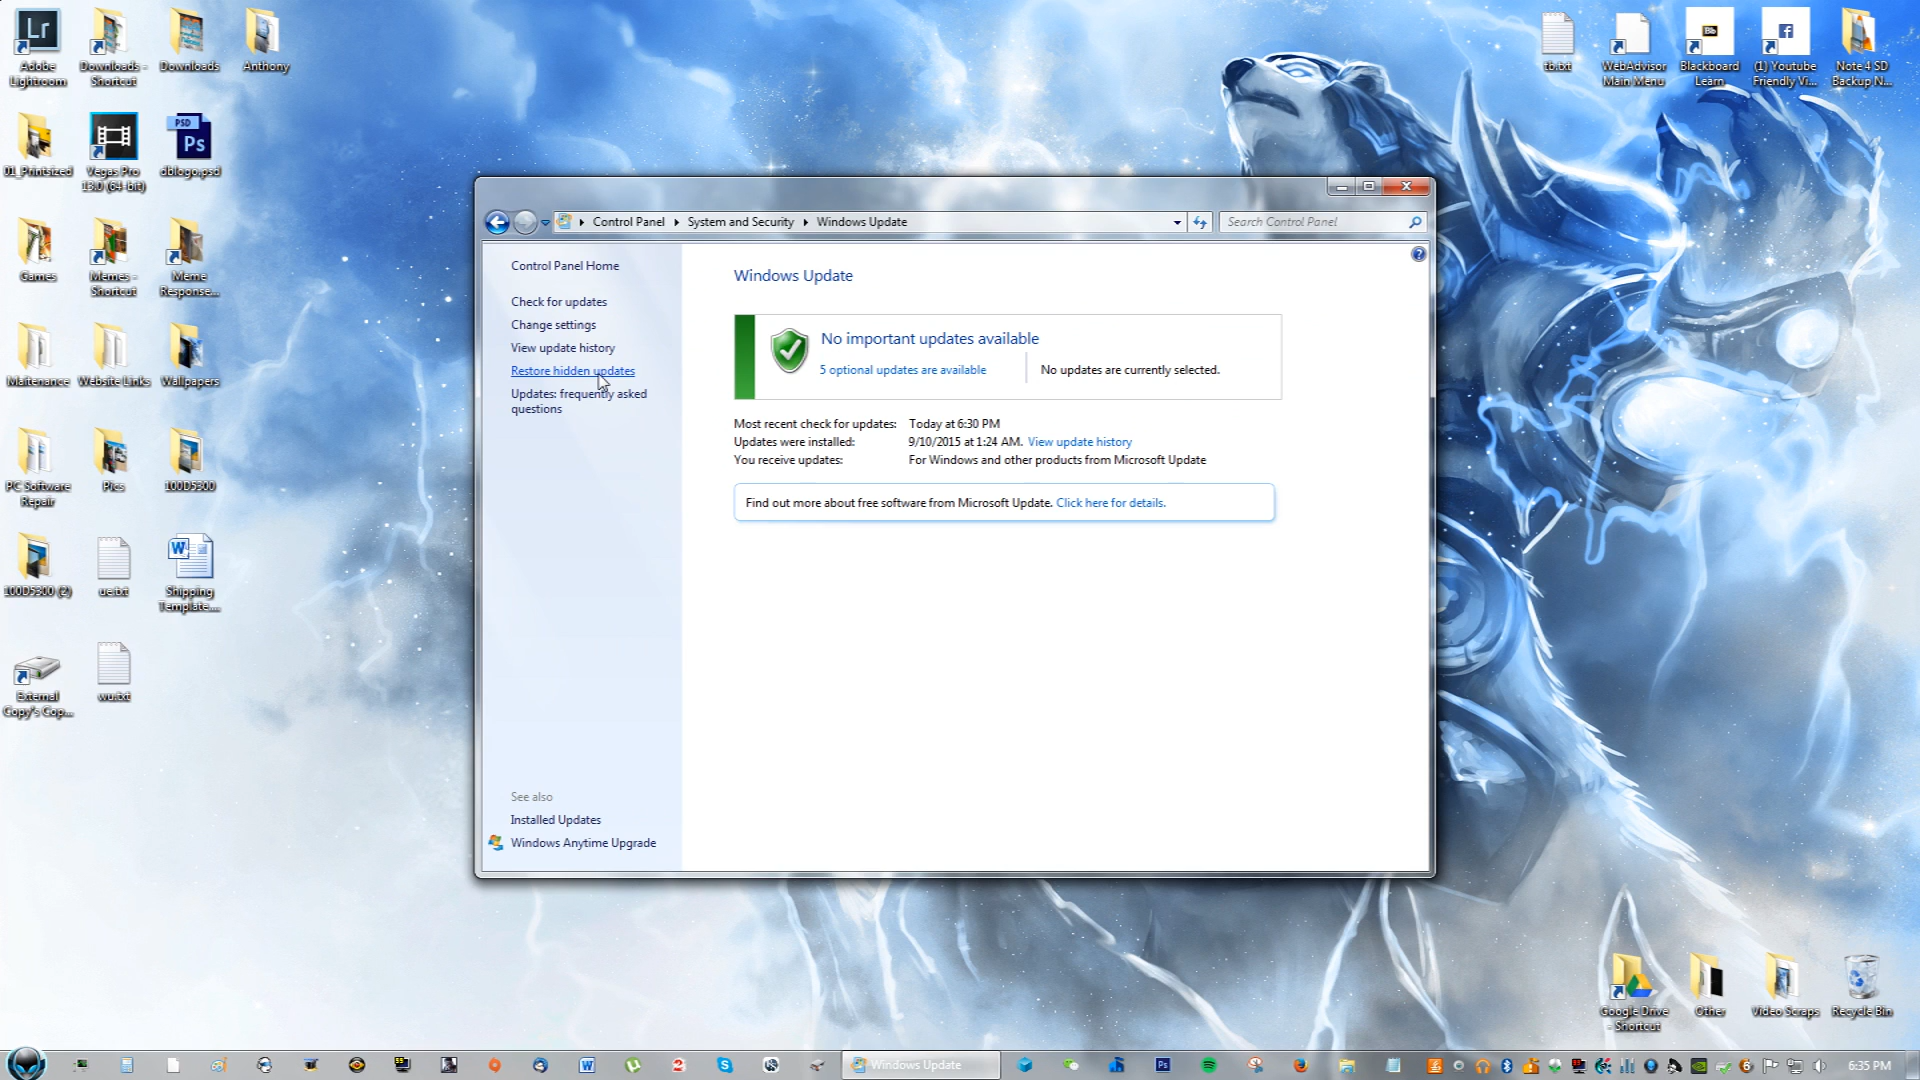 Adobe
Lightroom
Downloads -
Shortcut
Downloads
Anthony
tb.txt
WebAdvisor
Main Menu
Bb
Blackboard
Learn
(1) Youtube
Friendly Vi...
Note 4 SD
Backup N...
01_Printsized
Vegas Pro
13.0 (64-bit)
PSD
Ps
dblogo.psd
Games
Memes -
Shortcut
Meme
Response...
Maitenance
Website Links
Wallpapers
PC Software
Repair
Pics
100D5300
100D5300 (2)
ue.txt
Shipping
Template....
External
Copy's Cop...
wu.txt
Control Panel
System and Security
Windows Update
Search Control Panel
Control Panel Home
Check for updates
Change settings
View update history
Restore hidden updates
Updates: frequently asked
questions
See also
Installed Updates
Windows Anytime Upgrade
Windows Update
No important updates available
5 optional updates are available
No updates are currently selected.
Most recent check for updates: Today at 6:30 PM
Updates were installed: 9/10/2015 at 1:24 AM. View update history
You receive updates: For Windows and other products from Microsoft Update
Find out more about free software from Microsoft Update. Click here for details.
Google Drive
- Shortcut
Other
Video Scraps
Recycle Bin
Windows Update
6:35 PM